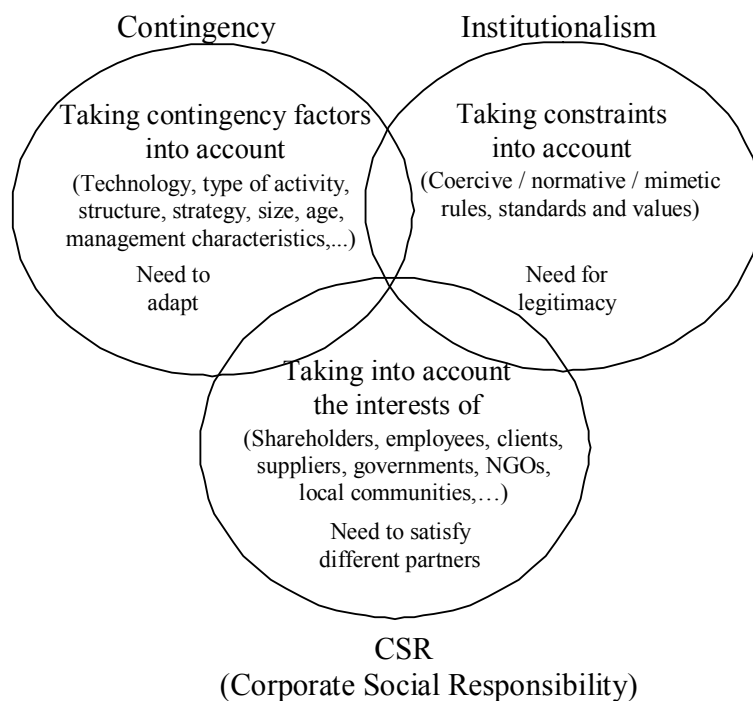 Contingency
Institutionalism
Taking contingency factors
into account
(Technology, type of activity,
structure, strategy, size, age,
management characteristics,...)
Need to
adapt
Taking constraints
into account
(Coercive / normative / mimetic
rules, standards and values)
Need for
legitimacy
Taking into account
the interests of
(Shareholders, employees, clients,
suppliers, governments, NGOs,
local communities,…)
Need to satisfy
different partners
CSR
(Corporate Social Responsibility)